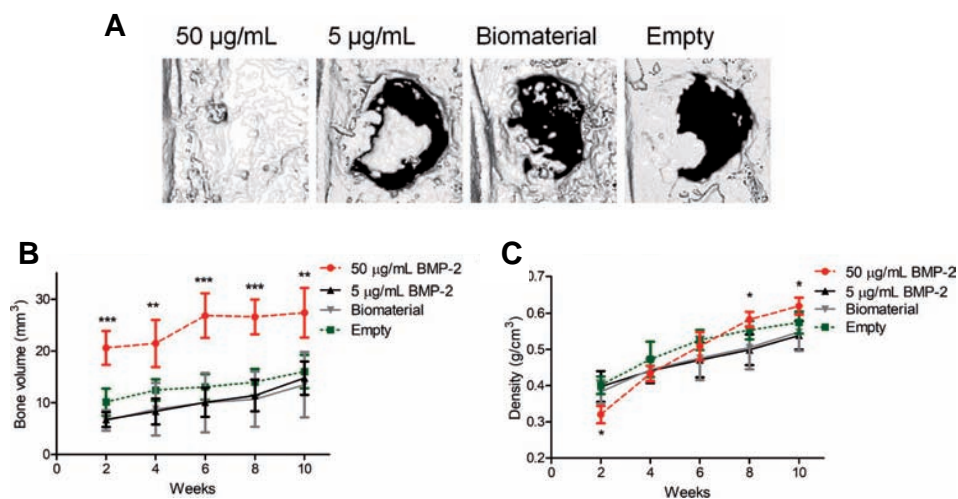 A
50 µg/mL
5 µg/mL
Biomaterial
Empty
B
Bone volume (mm³)
30
20
10
0
0
2
4
6
8
10
Weeks
***
**
***
***
**
50 µg/mL BMP-2
5 µg/mL BMP-2
Biomaterial
Empty
C
Density (g/cm³)
0.7
0.6
0.5
0.4
0.3
0.2
0
2
4
6
8
10
Weeks
*
*
*
50 µg/mL BMP-2
5 µg/mL BMP-2
Biomaterial
Empty